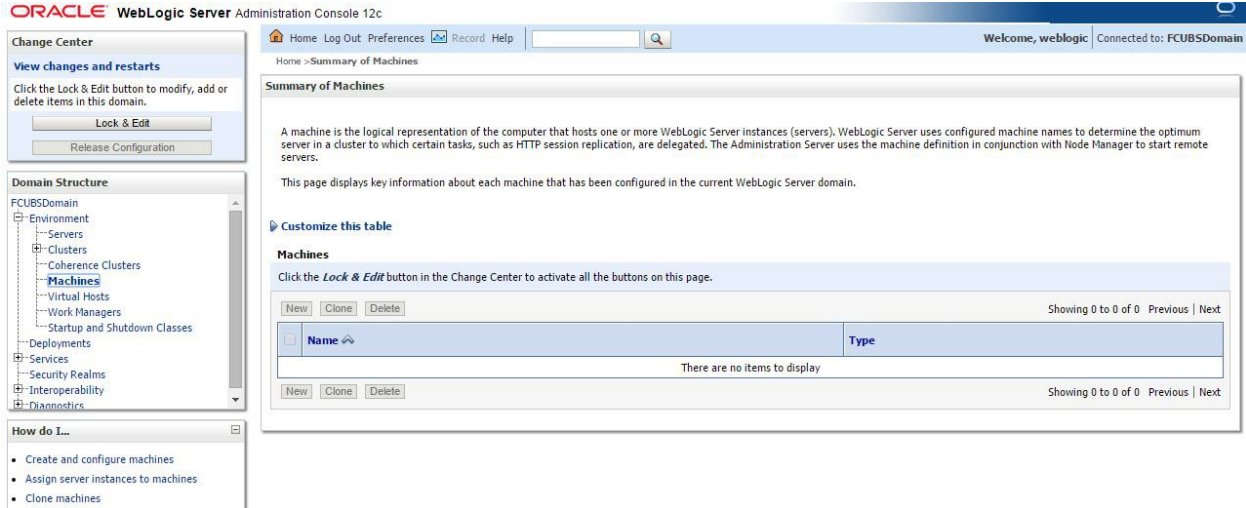 ORACLE WebLogic Server Administration Console 12c
Change Center
View changes and restarts
Click the Lock & Edit button to modify, add or
delete items in this domain.
Lock & Edit
Release Configuration
Domain Structure
FCUBSDomain
Environment
Servers
Clusters
Coherence Clusters
Machines
Virtual Hosts
Work Managers
Startup and Shutdown Classes
Deployments
Services
Security Realms
Interoperability
Diagnostics
How do I...
Create and configure machines
Assign server instances to machines
Clone machines
Home Log Out Preferences Record Help
Welcome, weblogic Connected to: FCUBSDomain
Home >Summary of Machines
Summary of Machines
A machine is the logical representation of the computer that hosts one or more WebLogic Server instances (servers). WebLogic Server uses configured machine names to determine the optimum
server in a cluster to which certain tasks, such as HTTP session replication, are delegated. The Administration Server uses the machine definition in conjunction with Node Manager to start remote
servers.
This page displays key information about each machine that has been configured in the current WebLogic Server domain.
Customize this table
Machines
Click the Lock & Edit button in the Change Center to activate all the buttons on this page.
New Clone Delete Showing 0 to 0 of 0 Previous | Next
Name Type
There are no items to display
New Clone Delete Showing 0 to 0 of 0 Previous | Next